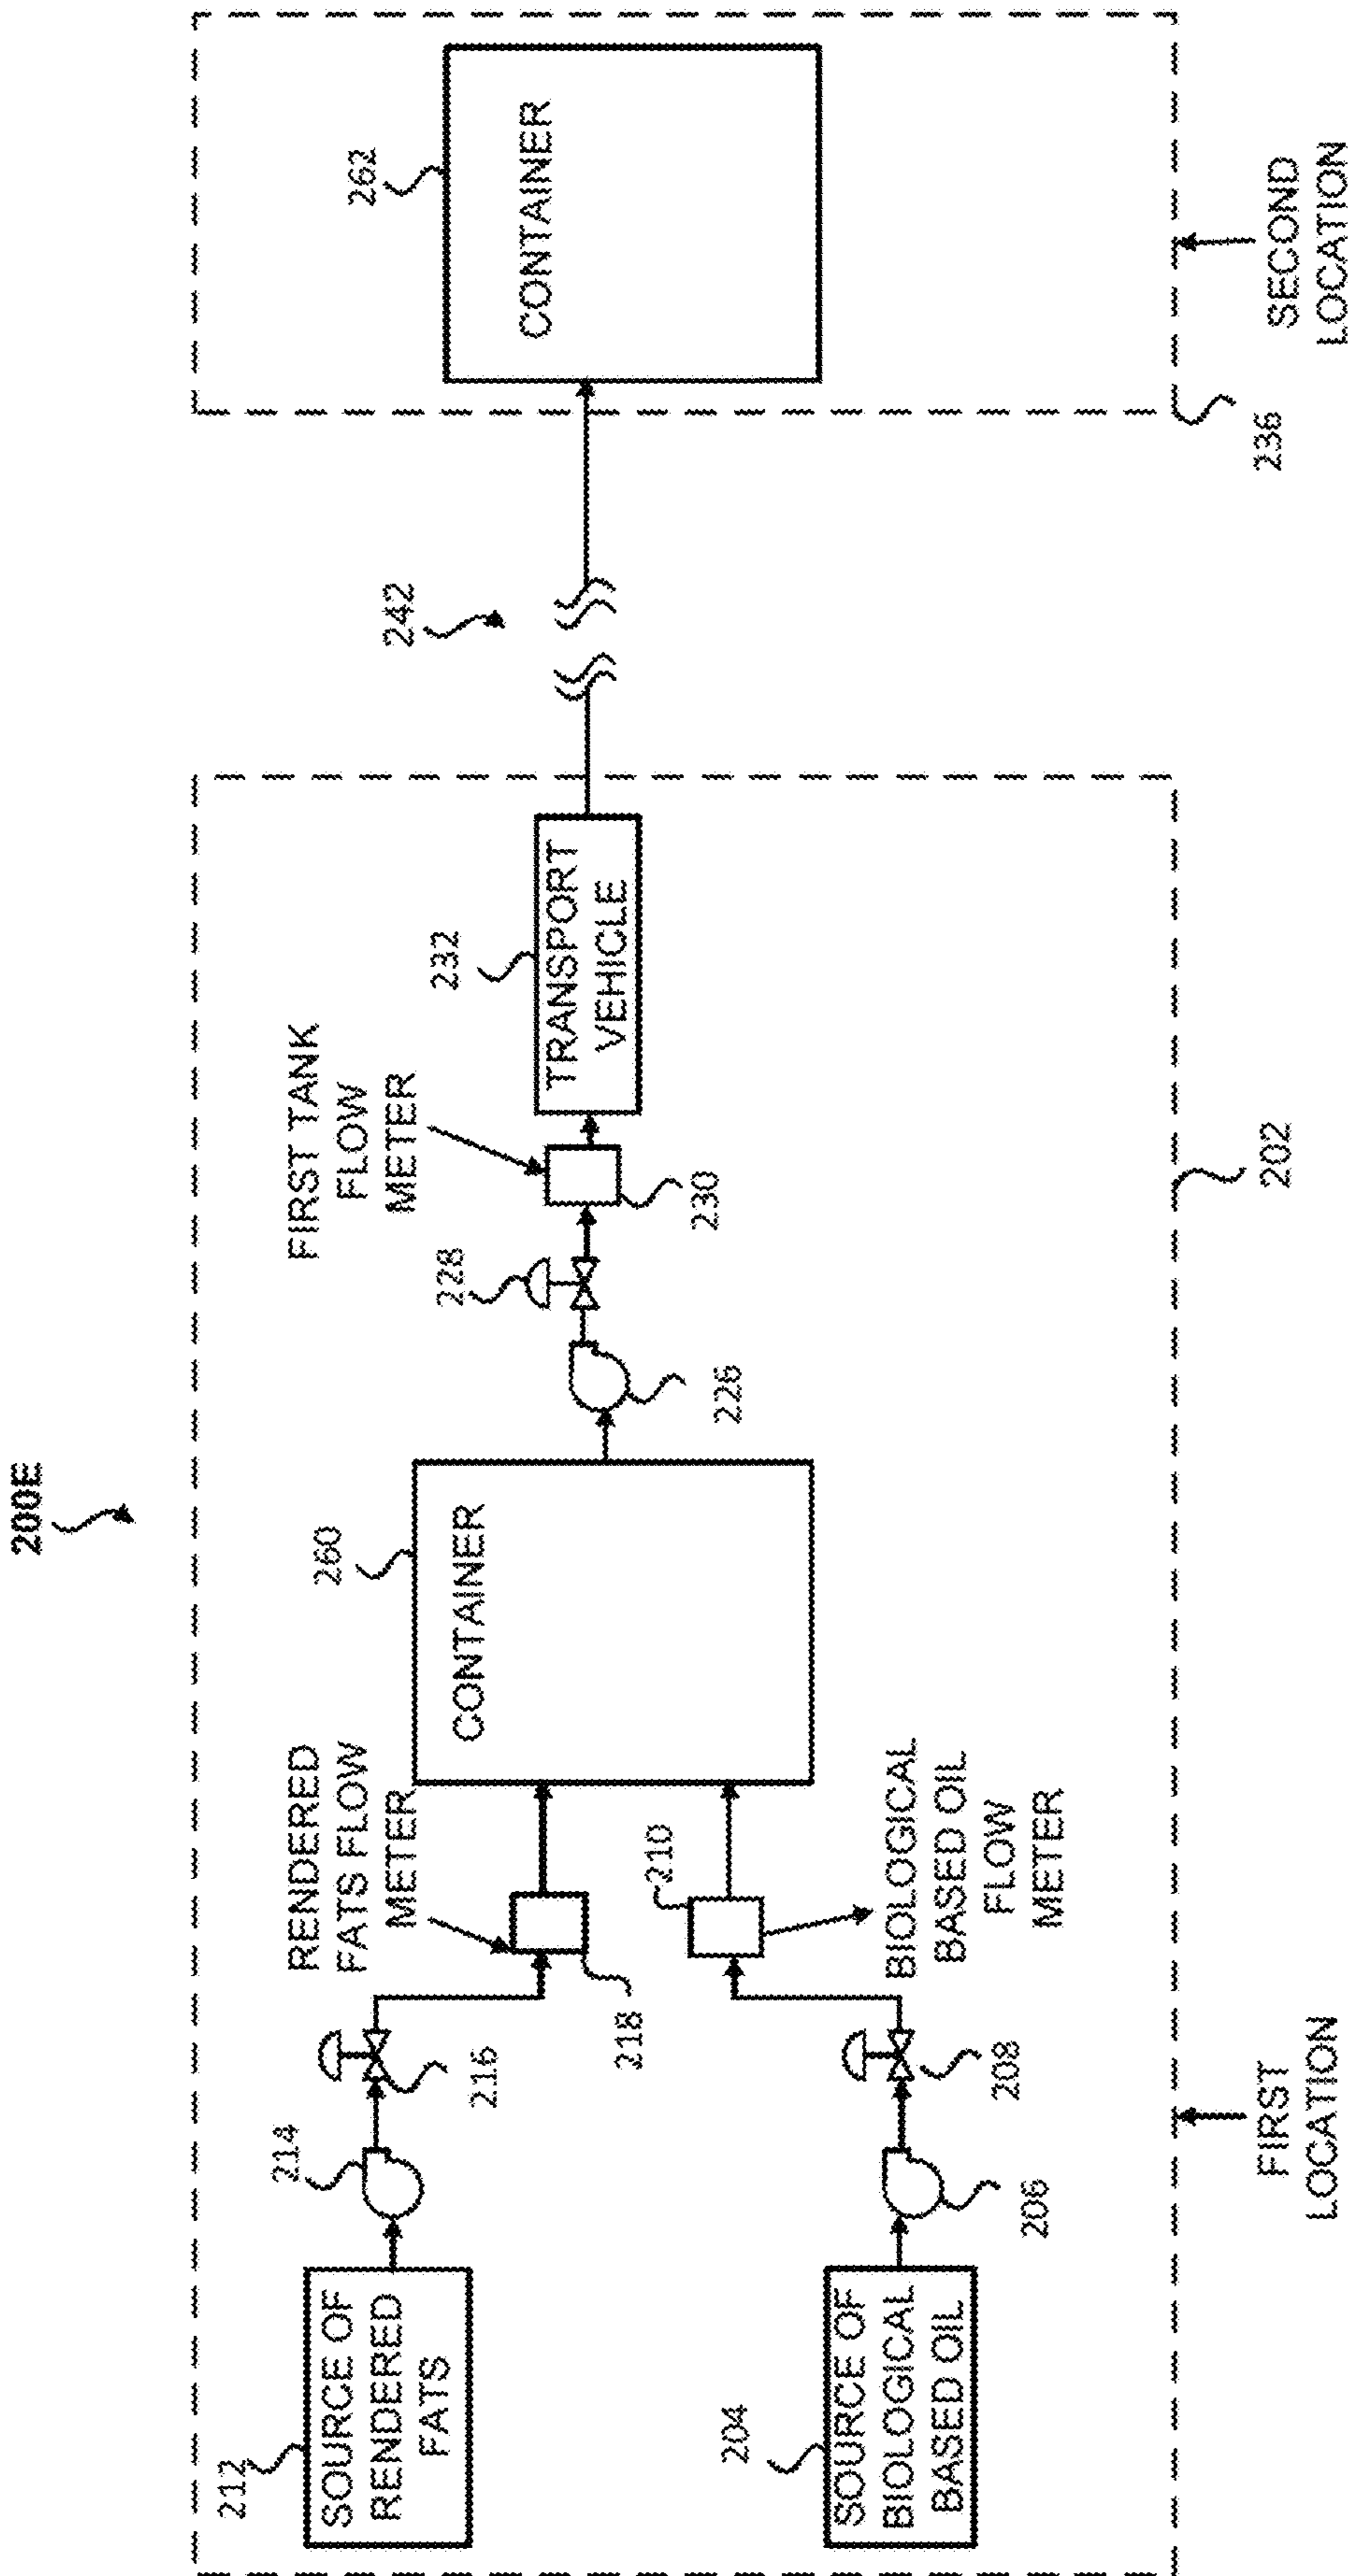 200E
212
SOURCE OF
RENDERED
FATS
214
216
RENDERED
FATS FLOW
METER
218
204
SOURCE OF
BIOLOGICAL
BASED OIL
206
208
210
BIOLOGICAL
BASED OIL
FLOW
METER
260
CONTAINER
226
228
FIRST TANK
FLOW
METER
230
232
TRANSPORT
VEHICLE
242
262
CONTAINER
FIRST
LOCATION
202
236
SECOND
LOCATION